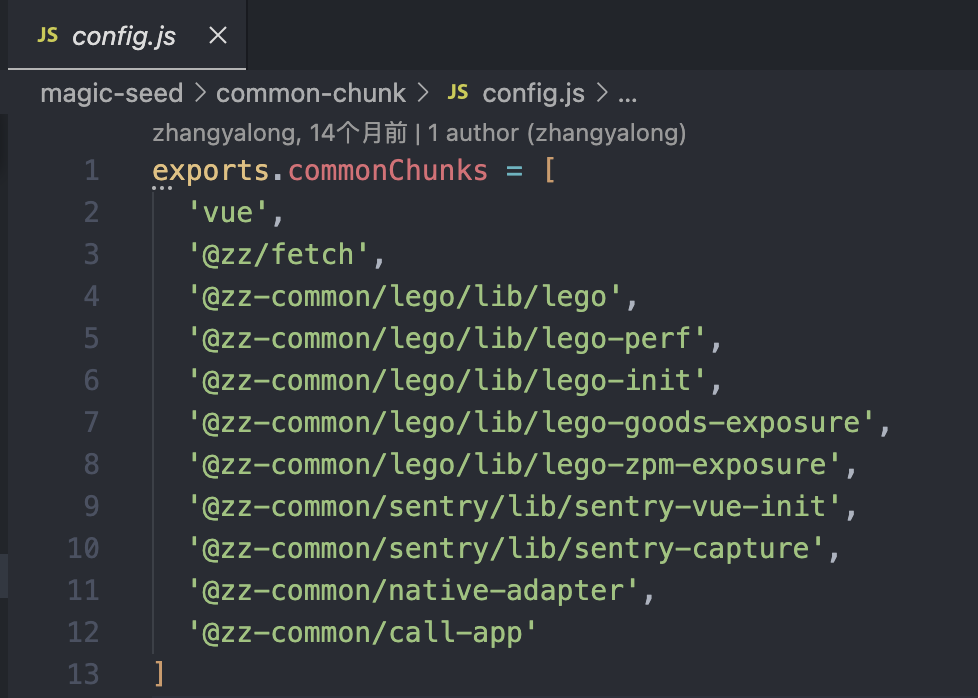 JS config.js ×
magic-seed > common-chunk > JS config.js > ...
zhangyalong, 14个月前 | 1 author (zhangyalong)
1 exports.commonChunks = [
2 'vue',
3 '@zz/fetch',
4 '@zz-common/lego/lib/lego',
5 '@zz-common/lego/lib/lego-perf',
6 '@zz-common/lego/lib/lego-init',
7 '@zz-common/lego/lib/lego-goods-exposure',
8 '@zz-common/lego/lib/lego-zpm-exposure',
9 '@zz-common/sentry/lib/sentry-vue-init',
10 '@zz-common/sentry/lib/sentry-capture',
11 '@zz-common/native-adapter',
12 '@zz-common/call-app'
13 ]